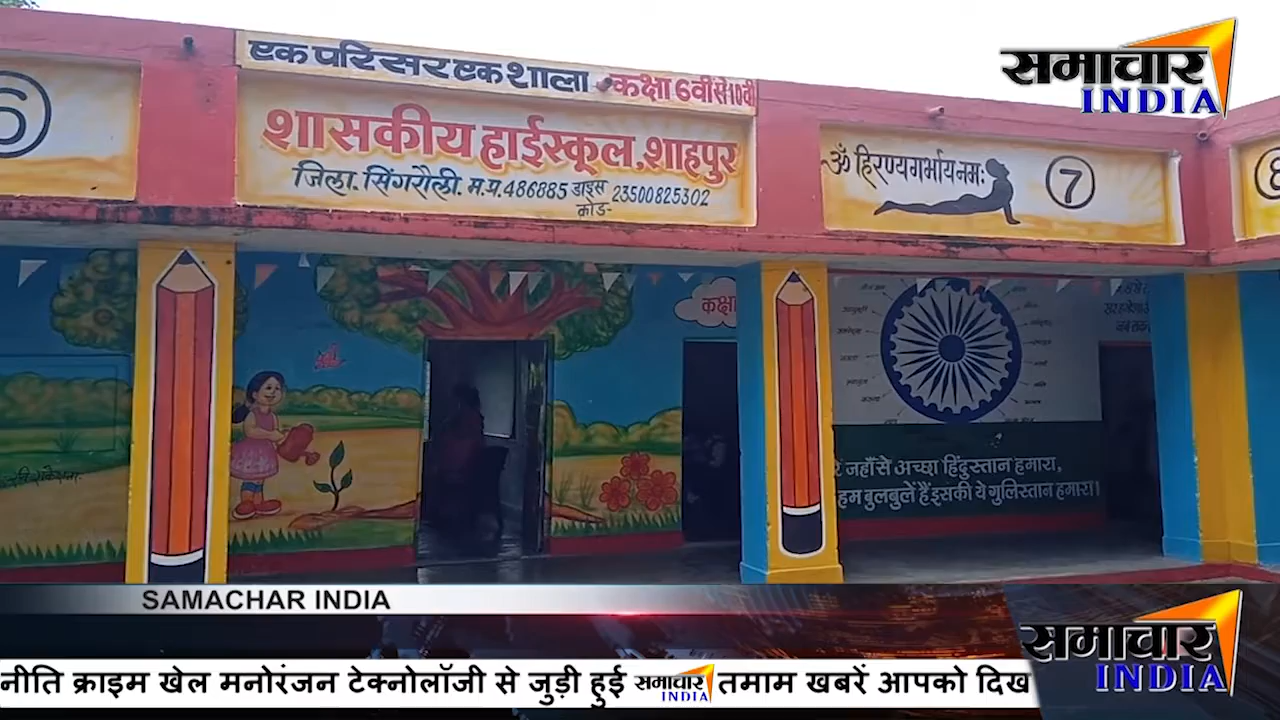 एक परिसर एक शाला कक्षा 6वीं से 10वीं
शासकीय हाईस्कूल, शाहपुर
जिला. सिंगरौली. म.प्र. 486885 डाइस कोड- 23500825302
6
ॐ हिरण्यगर्भाय नमः
7
8
समाचार
INDIA
कक्षा
जहाँ से अच्छा हिंदुस्तान हमारा,
हम बुलबुलें हैं इसकी ये गुलिस्तान हमारा।
SAMACHAR INDIA
समाचार
INDIA
नीति क्राइम खेल मनोरंजन टेक्नोलॉजी से जुड़ी हुई समाचार INDIA तमाम खबरें आपको दिख